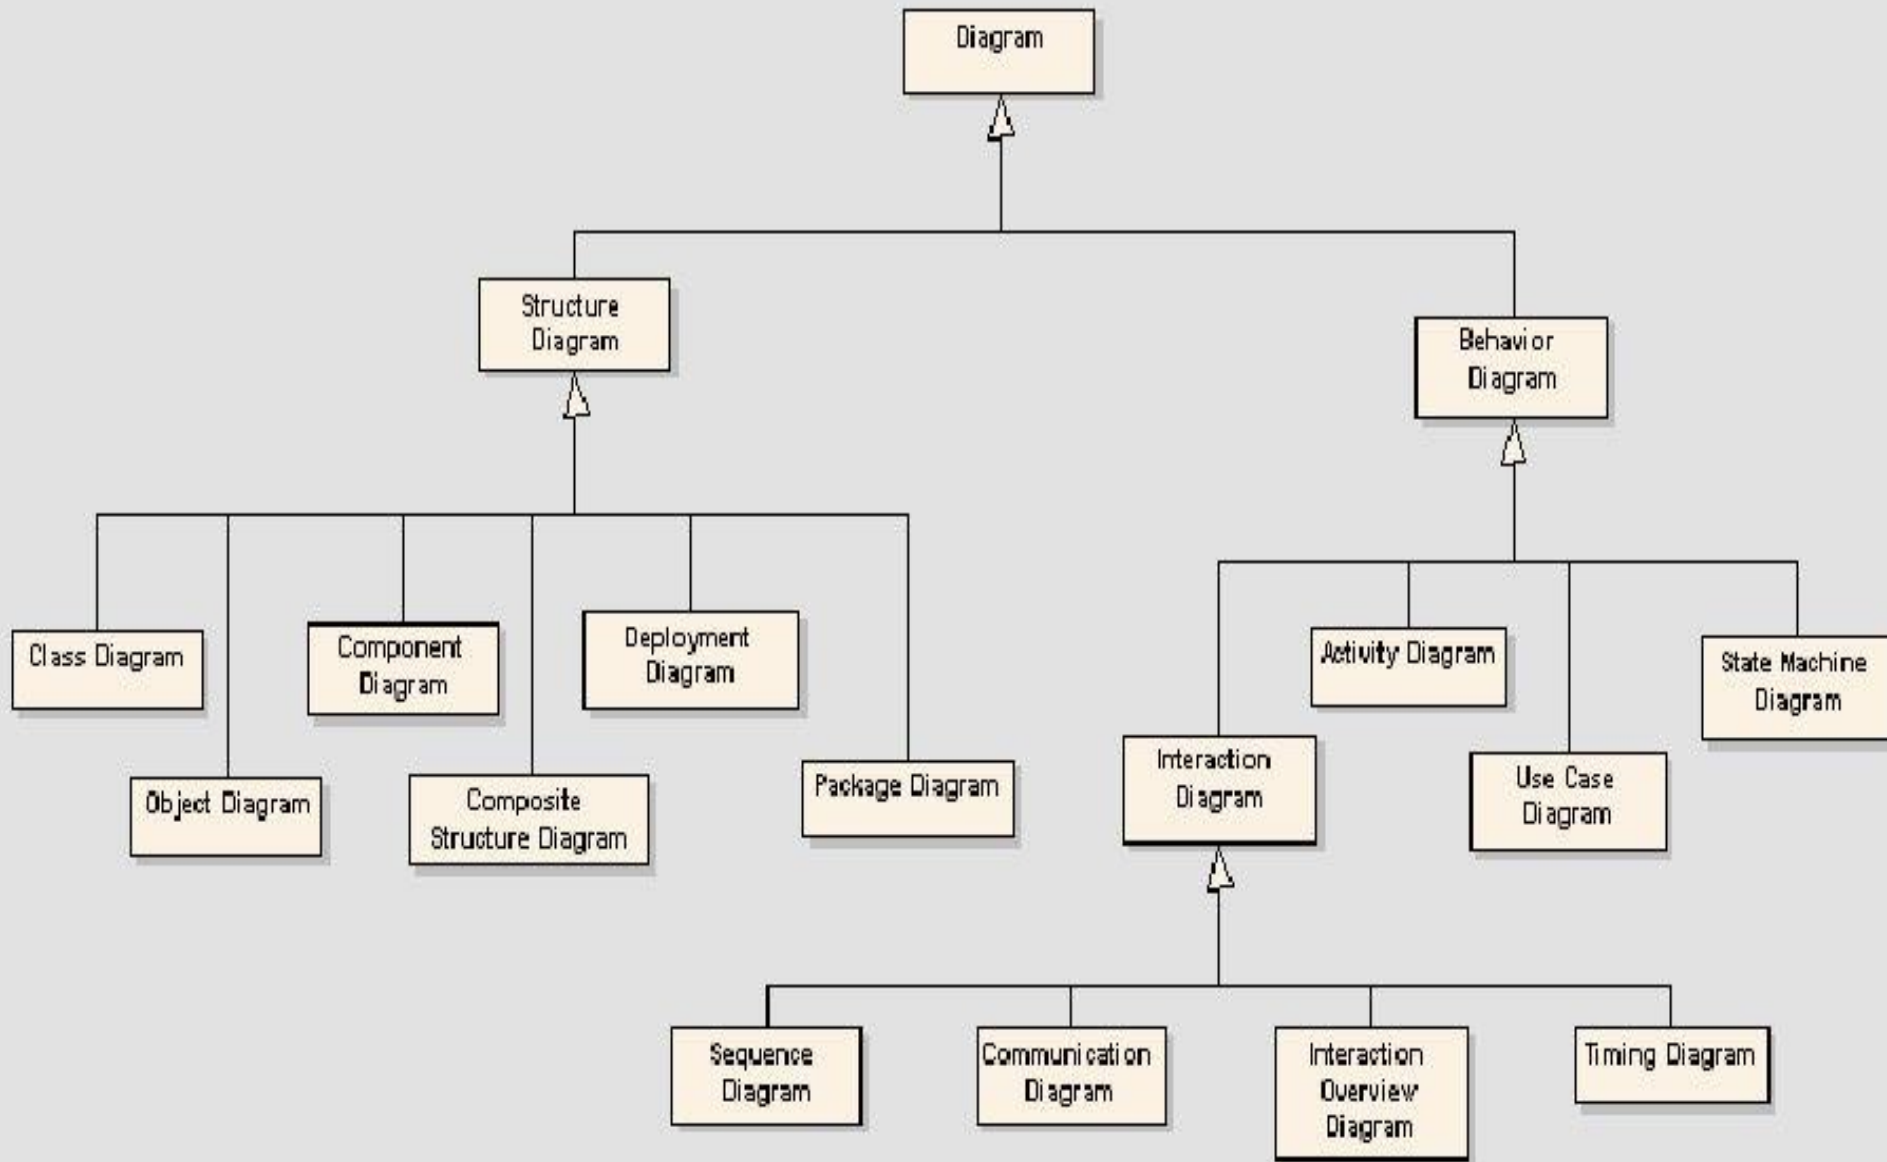 Diagram
Structure
Diagram
Behavior
Diagram
Class Diagram
Component
Diagram
Deployment
Diagram
Activity Diagram
State Machine
Diagram
Object Diagram
Composite
Structure Diagram
Package Diagram
Interaction
Diagram
Use Case
Diagram
Sequence
Diagram
Communication
Diagram
Interaction
Overview
Diagram
Timing Diagram